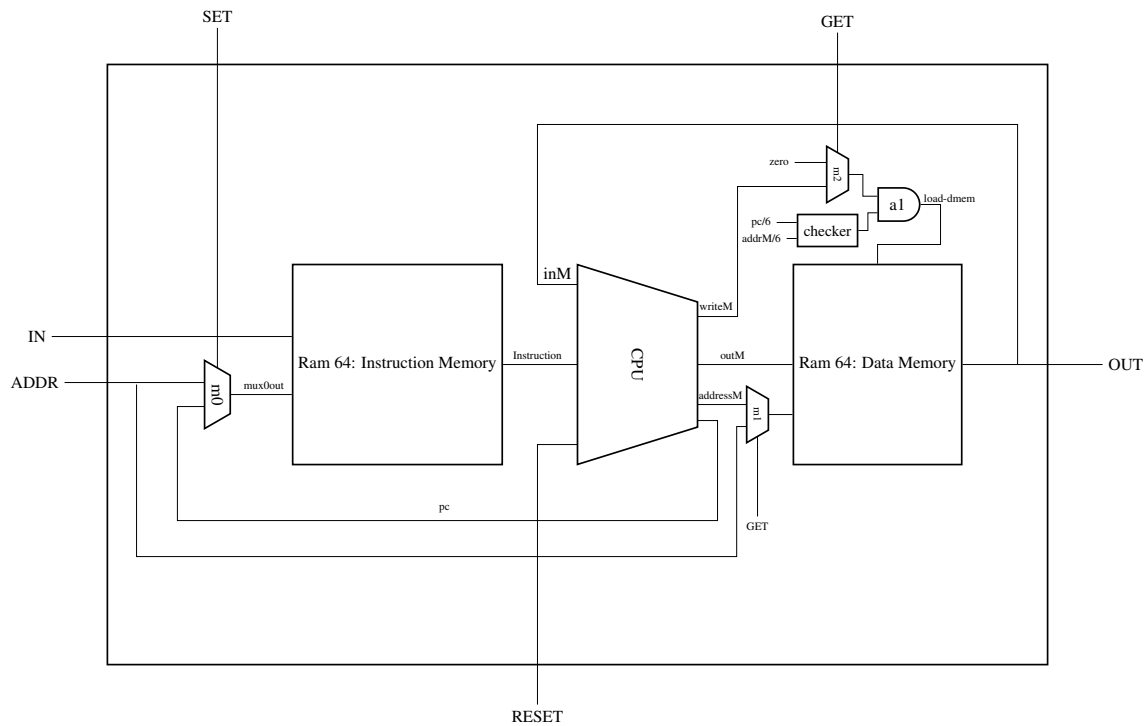 SET
GET
zero
m2
a1
load-dmem
pc/6
checker
addrM/6
inM
writeM
IN
Ram 64: Instruction Memory
Instruction
CPU
outM
Ram 64: Data Memory
OUT
ADDR
m0
mux0out
addressM
m1
pc
GET
RESET